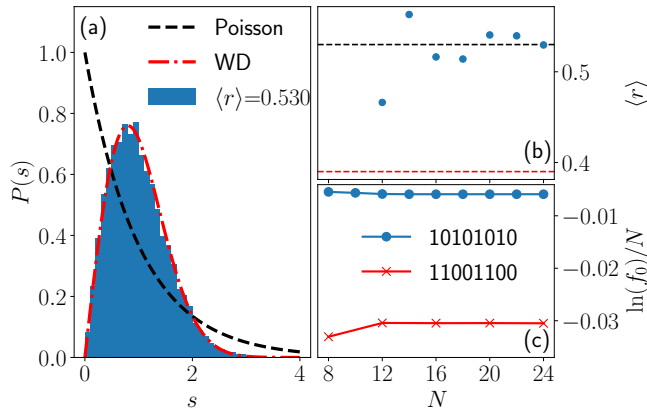 (a)
Poisson
WD
⟨r⟩=0.530
P(s)
1.0
0.8
0.6
0.4
0.2
0.0
0
2
4
s
(b)
0.5
0.4
⟨r⟩
10101010
11001100
(c)
−0.01
−0.02
−0.03
ln(f₀)/N
8
12
16
20
24
N